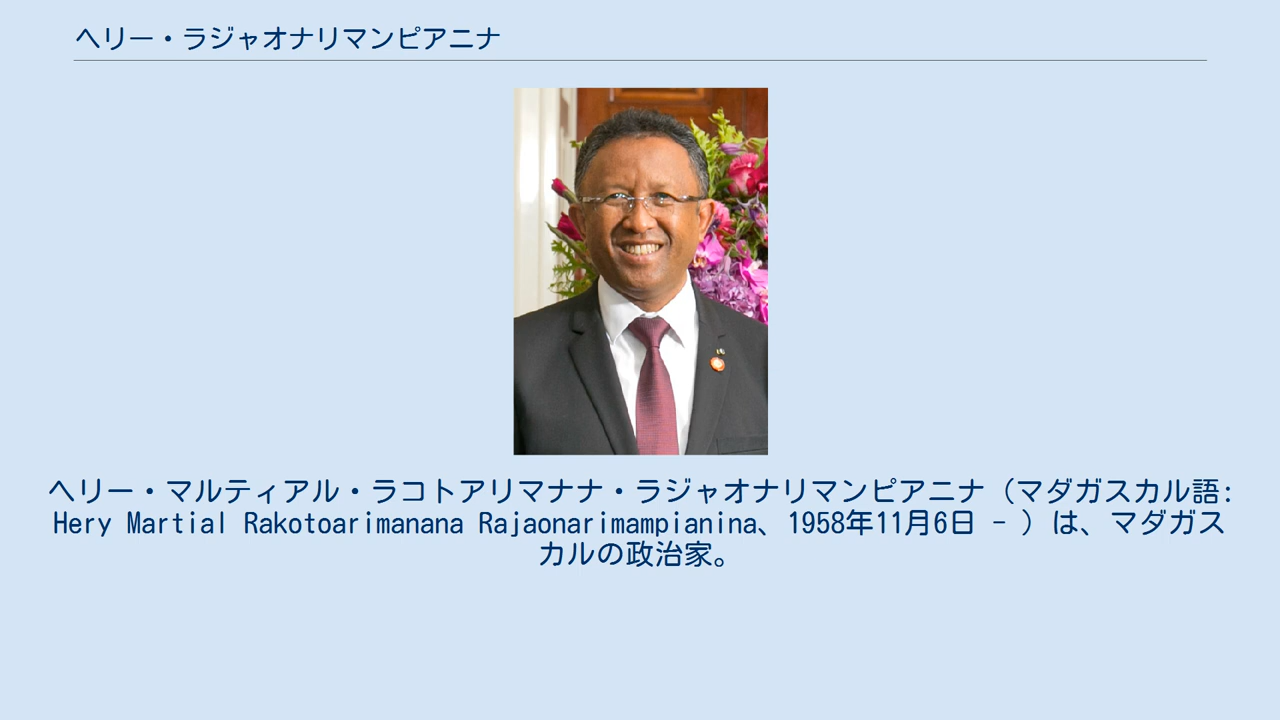 ヘリー・ラジャオナリマンピアニナ
ヘリー・マルティアル・ラコトアリマナナ・ラジャオナリマンピアニナ（マダガスカル語:
Hery Martial Rakotoarimanana Rajaonarimampianina、1958年11月6日 - ）は、マダガス
カルの政治家。